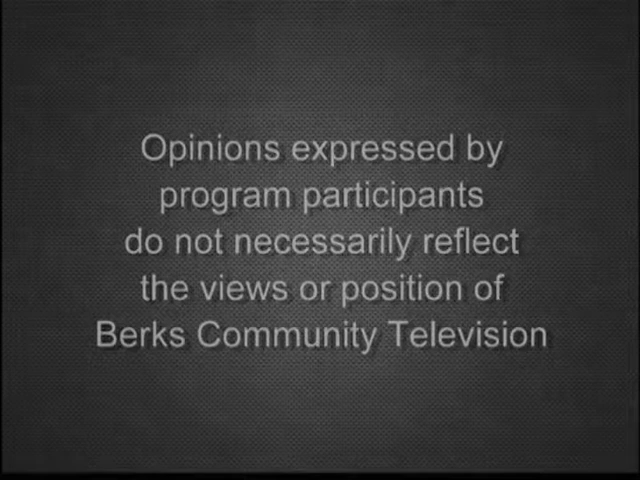 Opinions expressed by
program participants
do not necessarily reflect
the views or position of
Berks Community Television